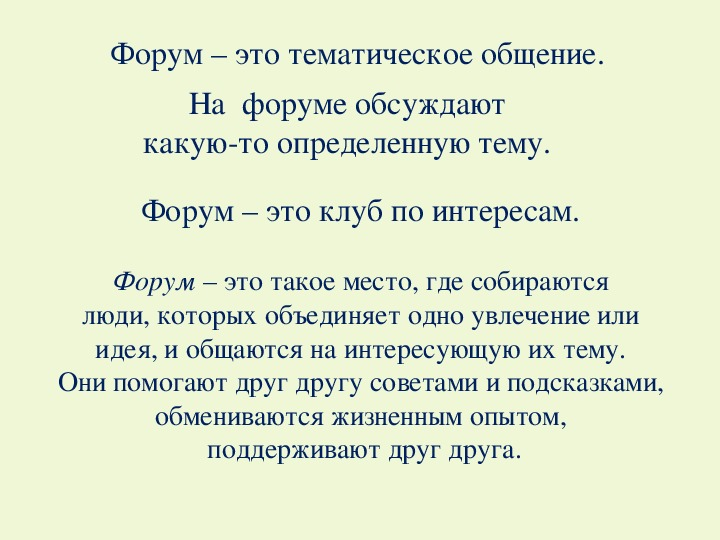 Форум – это тематическое общение.
На форуме обсуждают
какую-то определенную тему.
Форум – это клуб по интересам.
Форум – это такое место, где собираются
люди, которых объединяет одно увлечение или
идея, и общаются на интересующую их тему.
Они помогают друг другу советами и подсказками,
обмениваются жизненным опытом,
поддерживают друг друга.